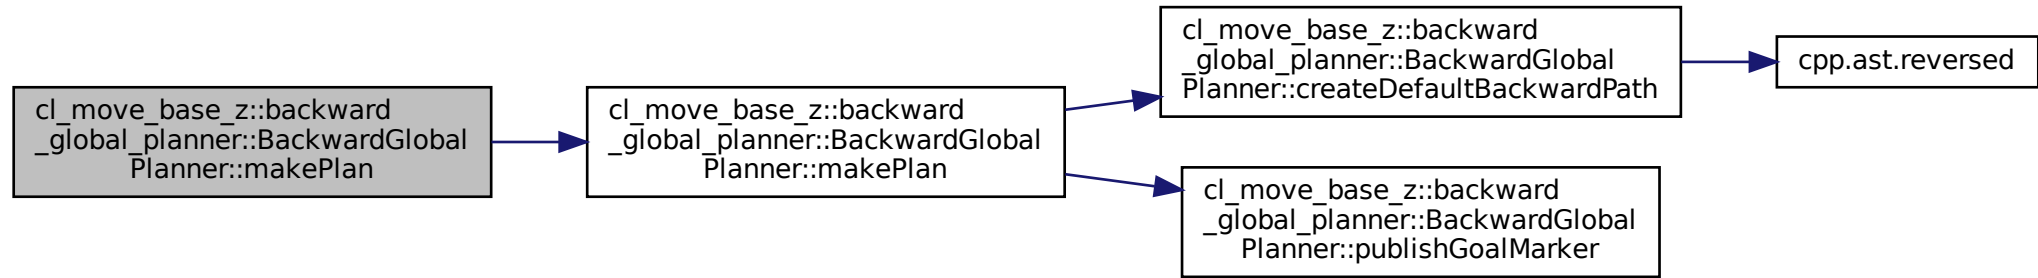 cl_move_base_z::backward
_global_planner::BackwardGlobal
Planner::makePlan
cl_move_base_z::backward
_global_planner::BackwardGlobal
Planner::makePlan
cl_move_base_z::backward
_global_planner::BackwardGlobal
Planner::createDefaultBackwardPath
cpp.ast.reversed
cl_move_base_z::backward
_global_planner::BackwardGlobal
Planner::publishGoalMarker